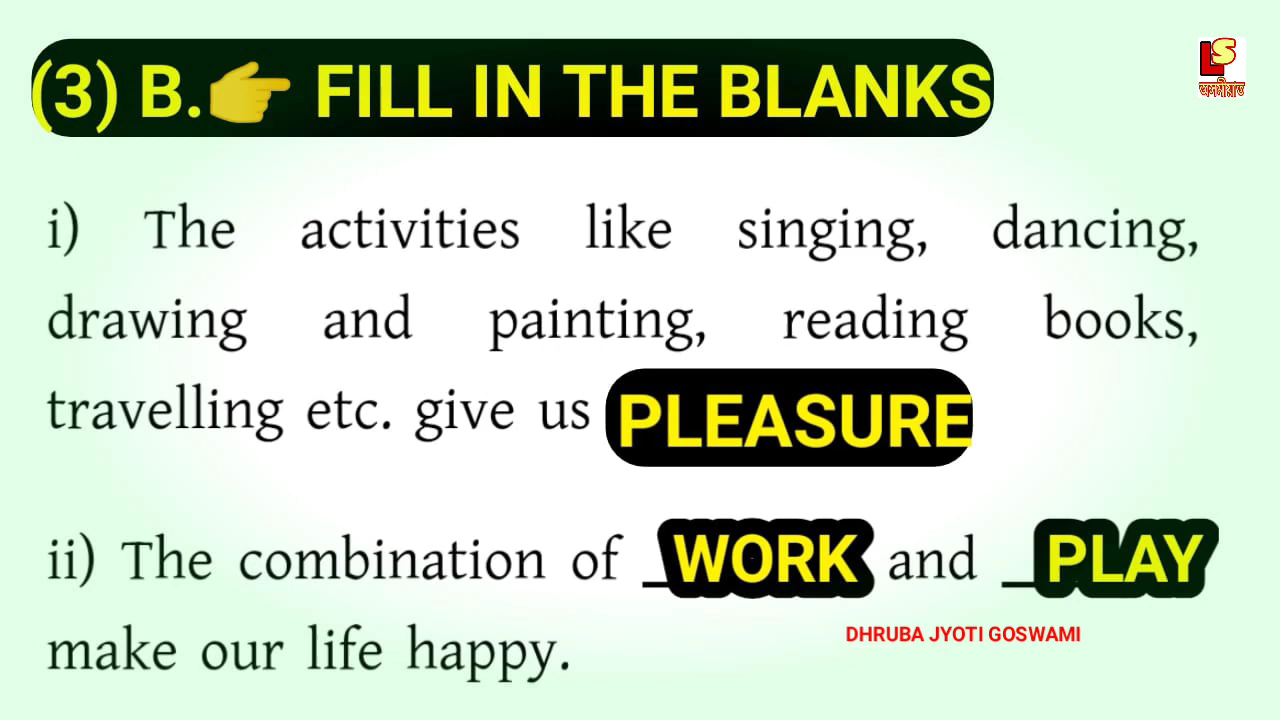 (3) B.👉 FILL IN THE BLANKS
LS
অসমীয়াত
i) The activities like singing, dancing,
drawing and painting, reading books,
travelling etc. give us PLEASURE
ii) The combination of _WORK and _PLAY
DHRUBA JYOTI GOSWAMI
make our life happy.